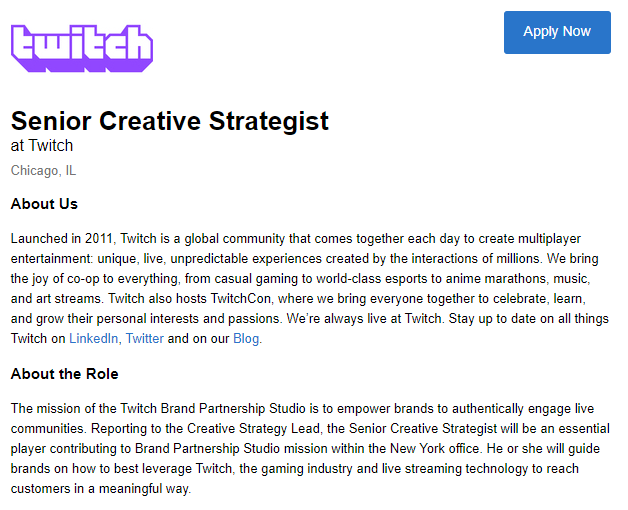 twitch
Apply Now
Senior Creative Strategist
at Twitch
Chicago, IL
About Us
Launched in 2011, Twitch is a global community that comes together each day to create multiplayer
entertainment: unique, live, unpredictable experiences created by the interactions of millions. We bring
the joy of co-op to everything, from casual gaming to world-class esports to anime marathons, music,
and art streams. Twitch also hosts TwitchCon, where we bring everyone together to celebrate, learn,
and grow their personal interests and passions. We’re always live at Twitch. Stay up to date on all things
Twitch on LinkedIn, Twitter and on our Blog.
About the Role
The mission of the Twitch Brand Partnership Studio is to empower brands to authentically engage live
communities. Reporting to the Creative Strategy Lead, the Senior Creative Strategist will be an essential
player contributing to Brand Partnership Studio mission within the New York office. He or she will guide
brands on how to best leverage Twitch, the gaming industry and live streaming technology to reach
customers in a meaningful way.